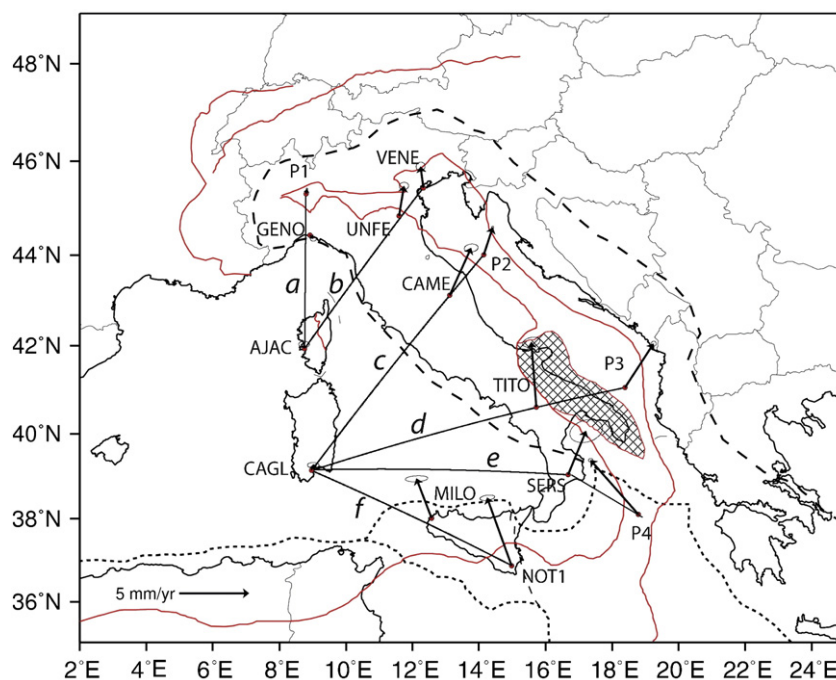 48°N
46°N
VENE
P1
GENO
UNFE
44°N
P2
CAME
a
b
AJAC
42°N
P3
c
TITO
d
40°N
e
CAGL
SERS
MILO
f
38°N
P4
NOT1
5 mm/yr
36°N
2°E 4°E 6°E 8°E 10°E 12°E 14°E 16°E 18°E 20°E 22°E 24°E